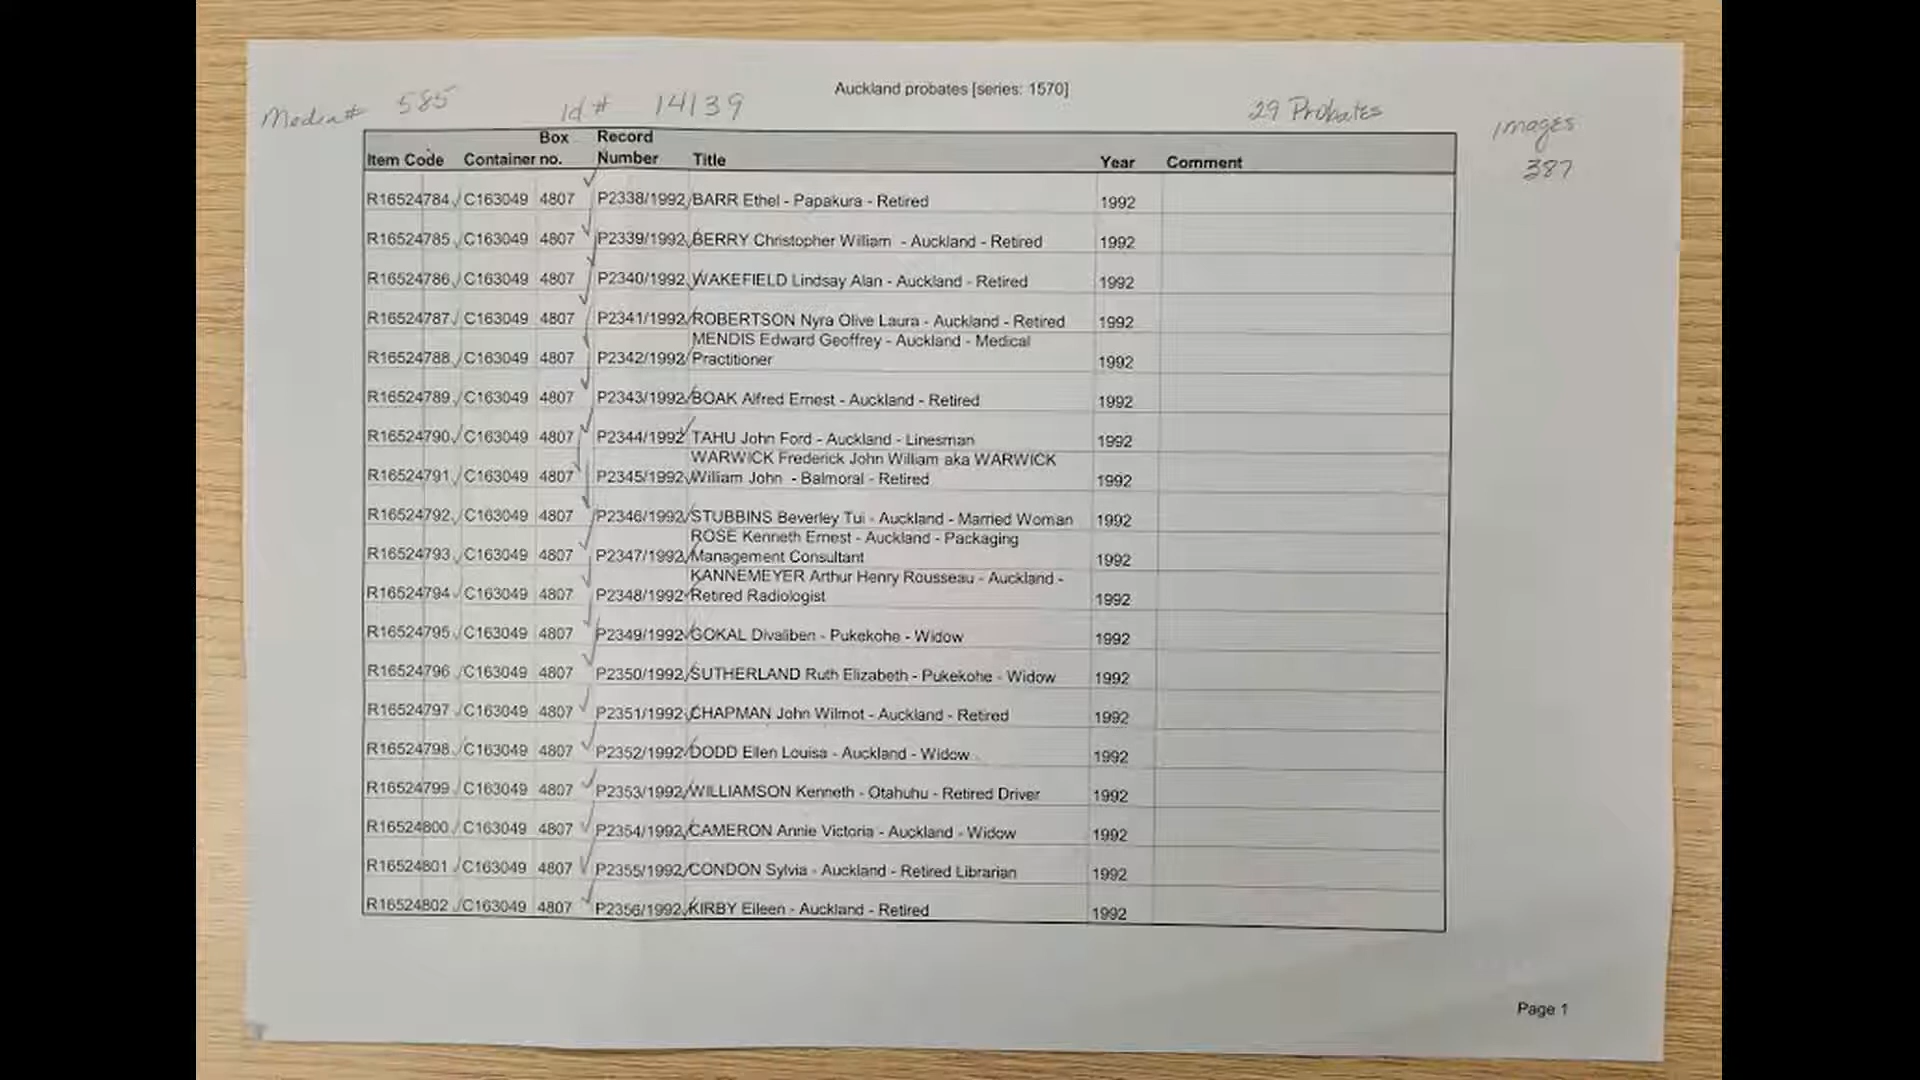 Auckland probates [series: 1570]
Media# 585 Id # 14139 29 Probates Images
387
Item Code Container Box no. Record Number Title Year Comment
R16524784 C163049 4807 P2338/1992 BARR Ethel - Papakura - Retired 1992
R16524785 C163049 4807 P2339/1992 BERRY Christopher William - Auckland - Retired 1992
R16524786 C163049 4807 P2340/1992 WAKEFIELD Lindsay Alan - Auckland - Retired 1992
R16524787 C163049 4807 P2341/1992 ROBERTSON Nyra Olive Laura - Auckland - Retired 1992
MENDIS Edward Geoffrey - Auckland - Medical
R16524788 C163049 4807 P2342/1992 Practitioner 1992
R16524789 C163049 4807 P2343/1992 BOAK Alfred Ernest - Auckland - Retired 1992
R16524790 C163049 4807 P2344/1992 TAHU John Ford - Auckland - Linesman 1992
WARWICK Frederick John William aka WARWICK
R16524791 C163049 4807 P2345/1992 William John - Balmoral - Retired 1992
R16524792 C163049 4807 P2346/1992 STUBBINS Beverley Tui - Auckland - Married Woman 1992
ROSE Kenneth Ernest - Auckland - Packaging
R16524793 C163049 4807 P2347/1992 Management Consultant 1992
KANNEMEYER Arthur Henry Rousseau - Auckland -
R16524794 C163049 4807 P2348/1992 Retired Radiologist 1992
R16524795 C163049 4807 P2349/1992 GOKAL Divaliben - Pukekohe - Widow 1992
R16524796 C163049 4807 P2350/1992 SUTHERLAND Ruth Elizabeth - Pukekohe - Widow 1992
R16524797 C163049 4807 P2351/1992 CHAPMAN John Wilmot - Auckland - Retired 1992
R16524798 C163049 4807 P2352/1992 DODD Ellen Louisa - Auckland - Widow 1992
R16524799 C163049 4807 P2353/1992 WILLIAMSON Kenneth - Otahuhu - Retired Driver 1992
R16524800 C163049 4807 P2354/1992 CAMERON Annie Victoria - Auckland - Widow 1992
R16524801 C163049 4807 P2355/1992 CONDON Sylvia - Auckland - Retired Librarian 1992
R16524802 C163049 4807 P2356/1992 KIRBY Eileen - Auckland - Retired 1992
Page 1